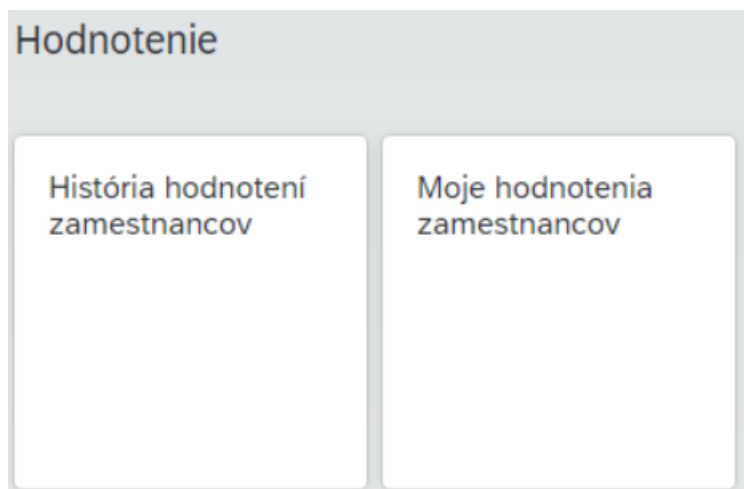 Hodnotenie
História hodnotení
zamestnancov
Moje hodnotenia
zamestnancov